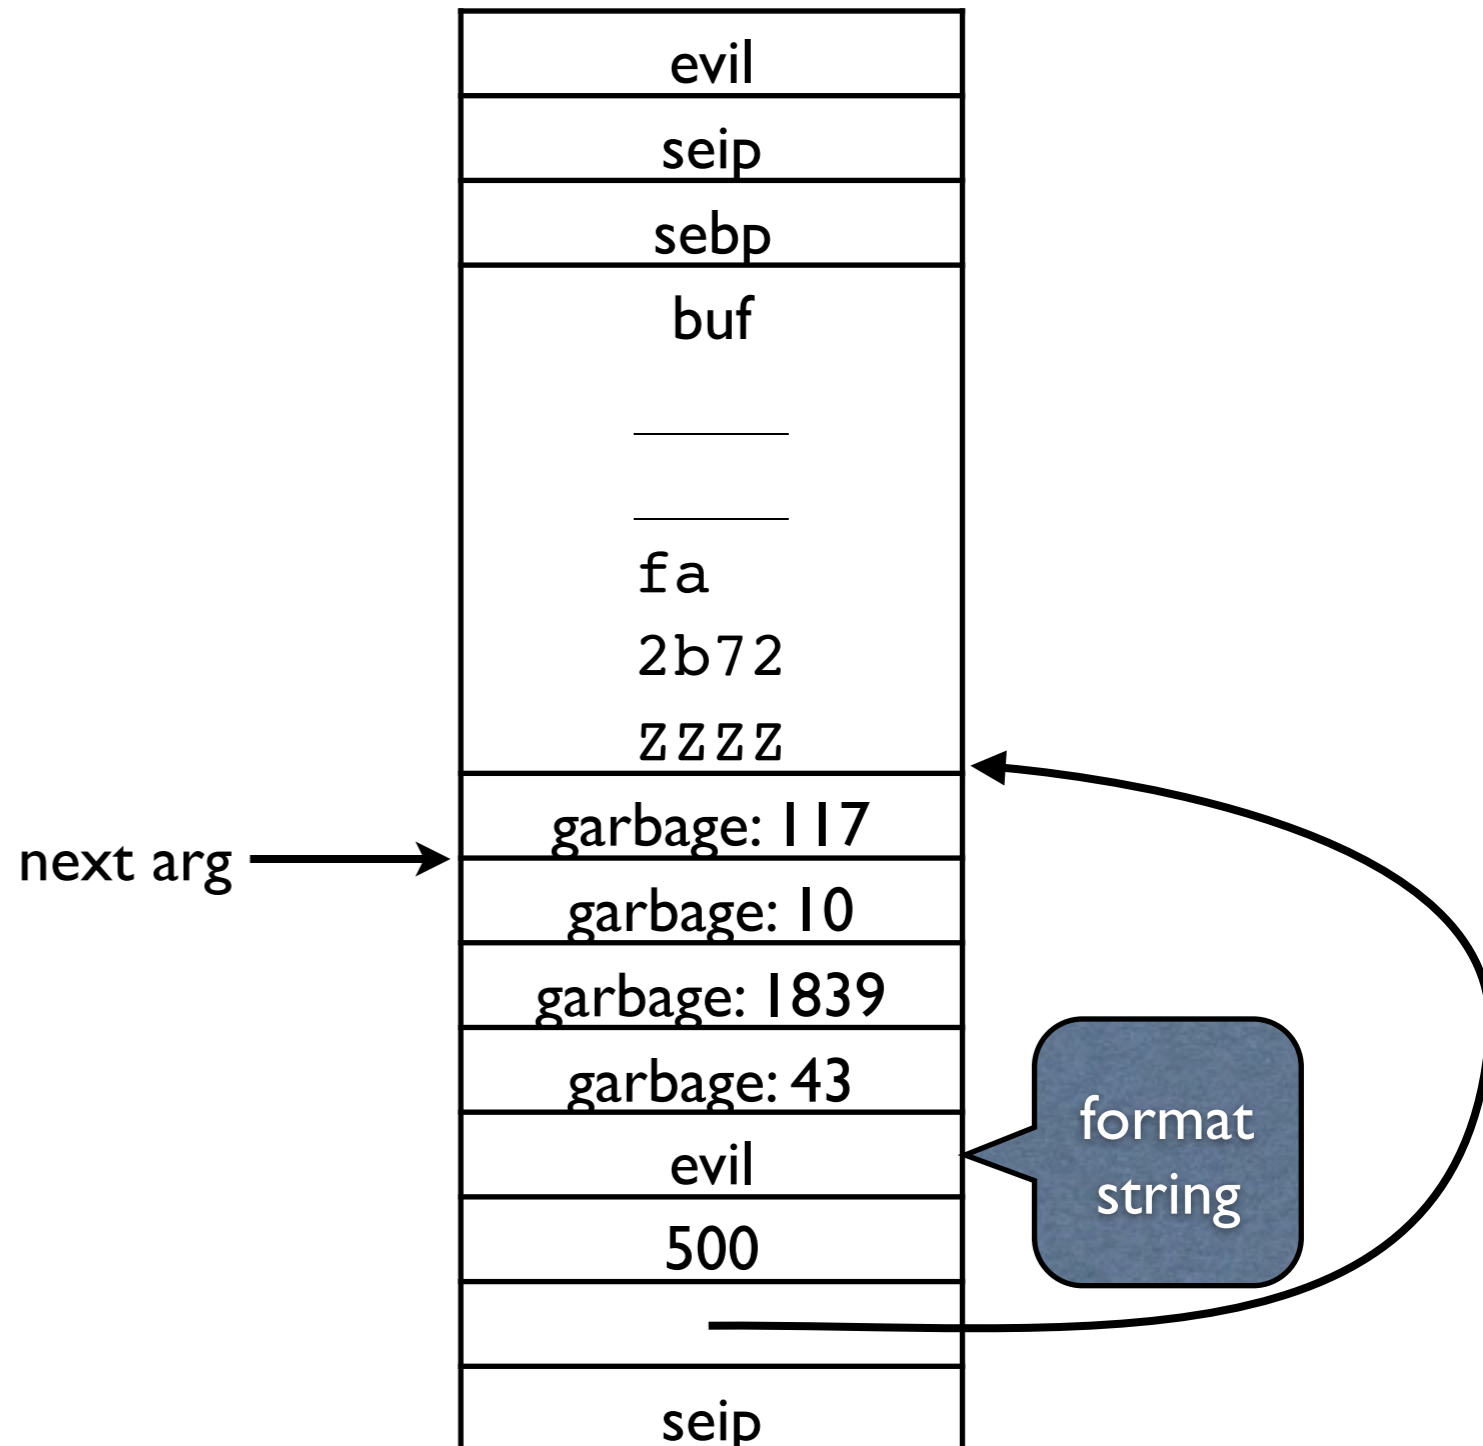 evil
seip
sebp
buf
fa
2b72
ZZZZ
garbage: 117
next arg
garbage: 10
garbage: 1839
garbage: 43
format
string
evil
500
seip